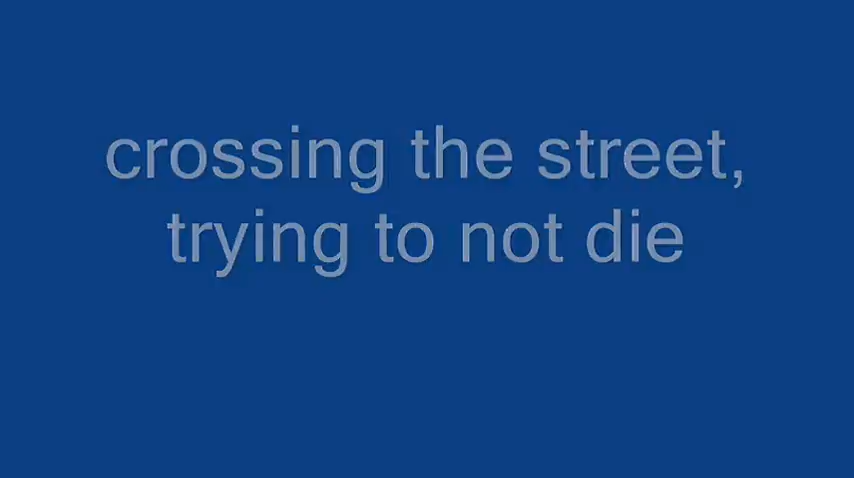 crossing the street,
trying to not die